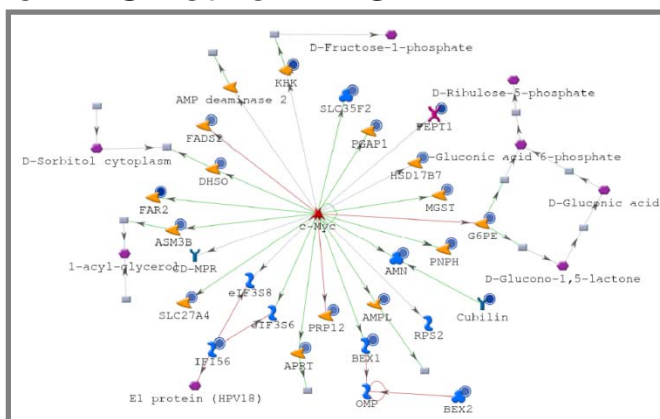 D-Fructose-1-phosphate
KHK
D-Ribulose-5-phosphate
AMP deaminase 2
SLC35F2
PEPT1
FADS2
PGAP1
-Gluconic acid 6-phosphate
D-Sorbitol cytoplasm
HSD17B7
DHSO
D-Gluconic acid
FAR2
MGST
c-Myc
G6PE
ASM3B
PNPH
1-acyl-glycerol
CD-MPR
AMN
D-Glucono-1,5-lactone
eIF3S8
SLC27A4
PRP12
AMPL
RPS2
Cubilin
IFI56
APRT
BEX1
E1 protein (HPV18)
OMP
BEX2